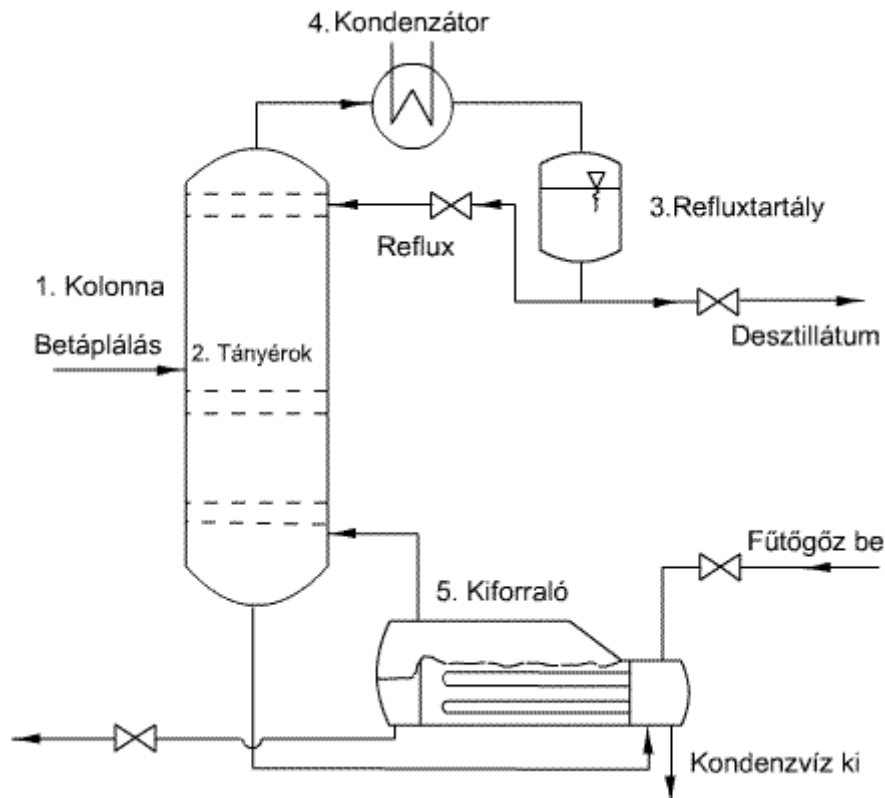 4. Kondenzátor
3. Refluxtartály
Reflux
1. Kolonna
Betáplálás
2. Tányérok
Desztillátum
Fűtőgőz be
5. Kiforraló
Kondenzvíz ki